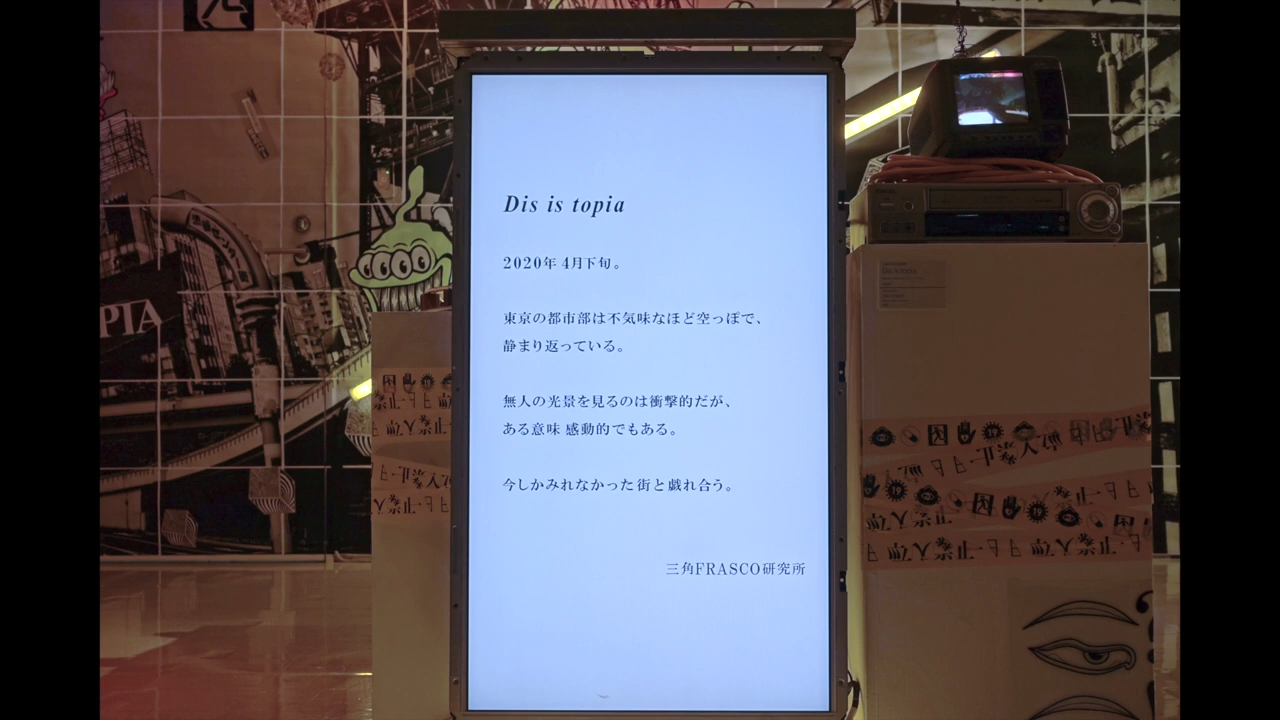 Dis is topia
2020年 4月下旬。
東京の都市部は不気味なほど空っぽで、
静まり返っている。
無人の光景を見るのは衝撃的だが、
ある意味 感動的でもある。
今しかみれなかった街と戯れ合う。
三角FRASCO研究所
PIA
Dis is topia